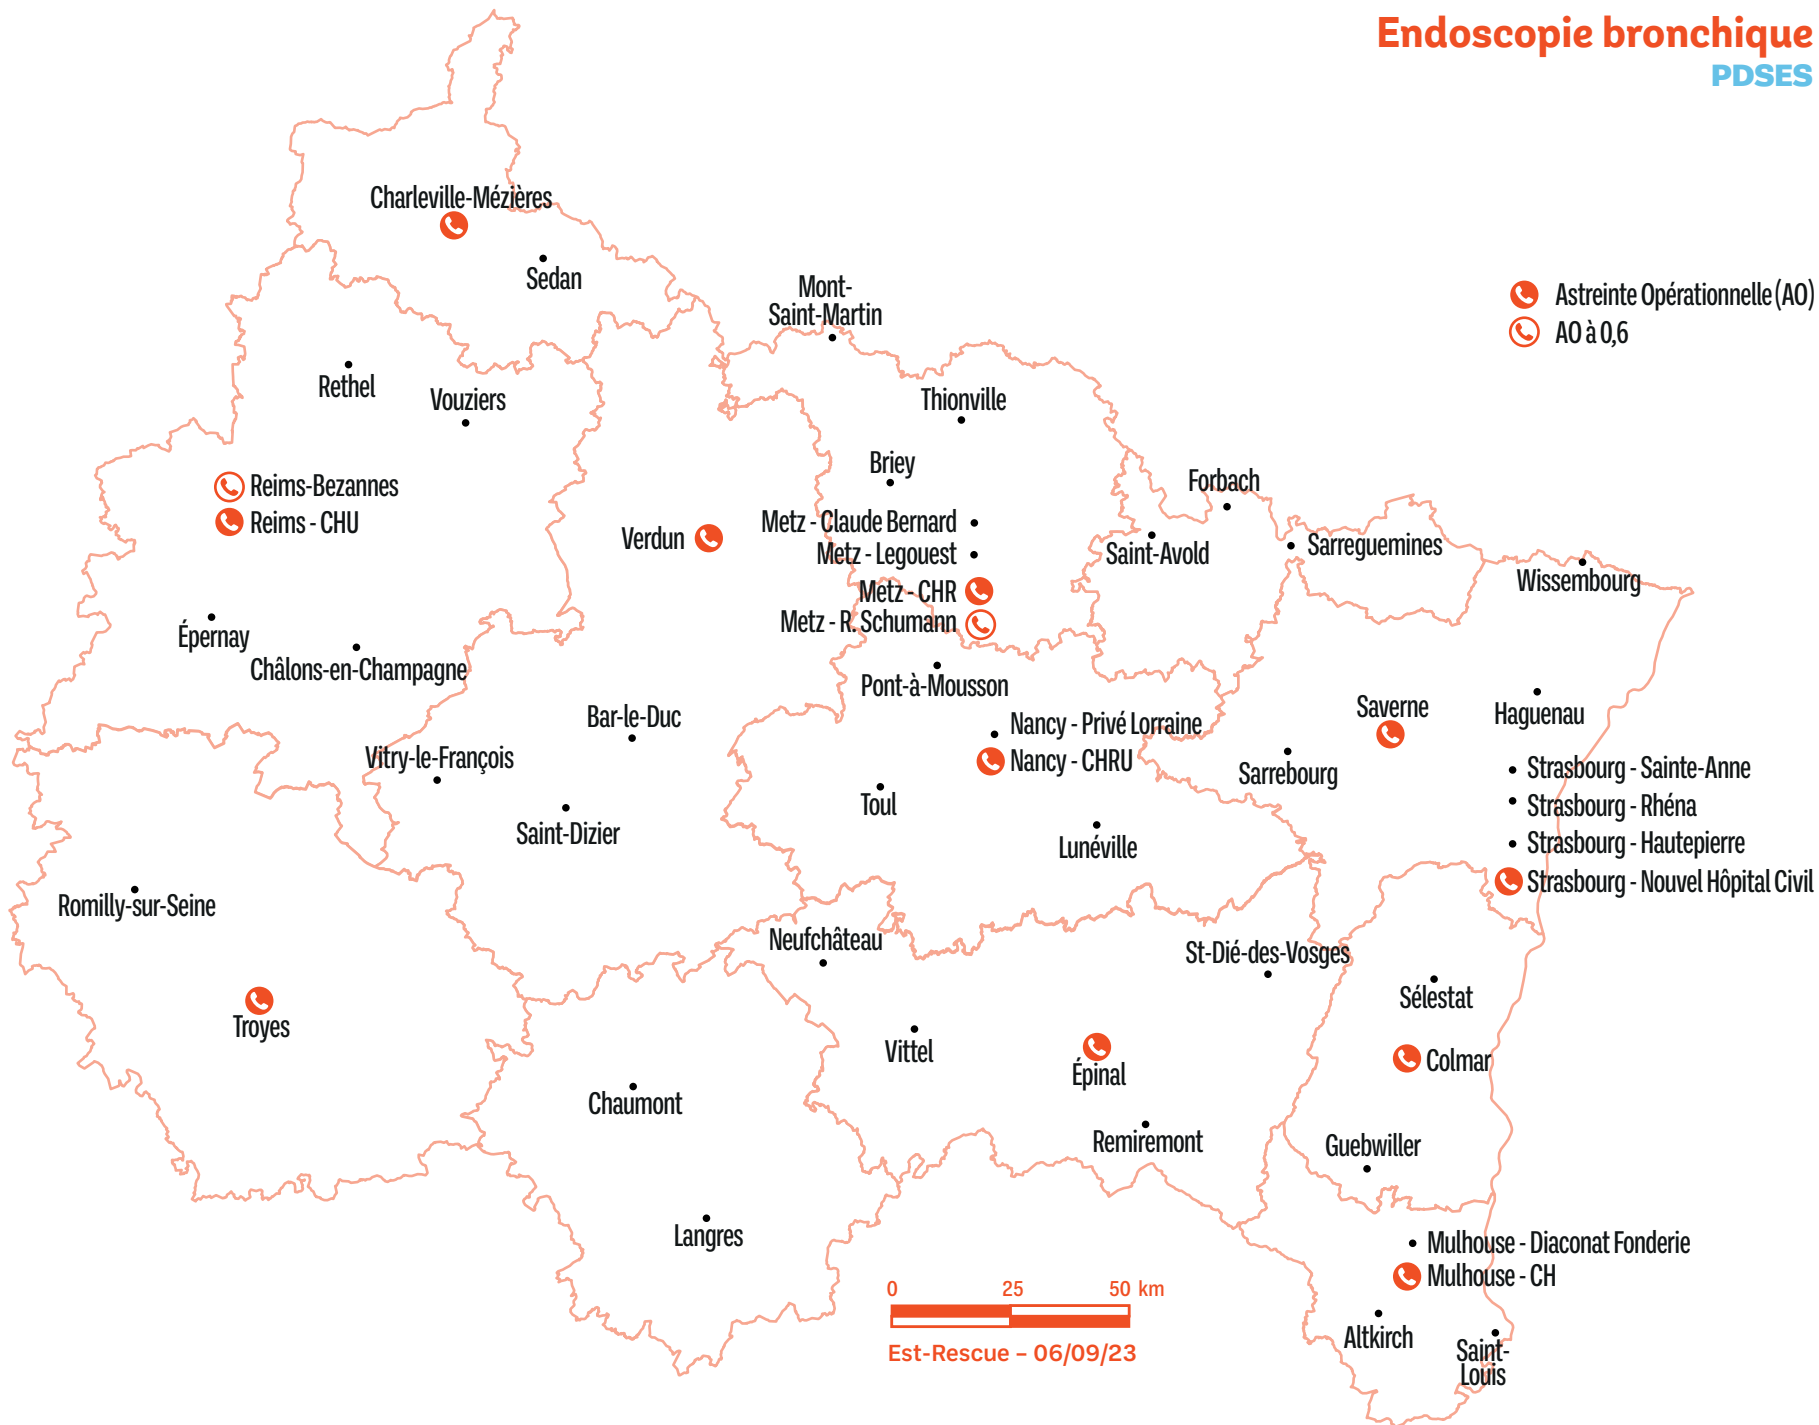 Endoscopie bronchique
PDSES
Charleville-Mézières
Sedan
Mont-
Saint-Martin
Astreinte Opérationnelle (AO)
AO à 0,6
Rethel
Vouziers
Thionville
Briey
Forbach
Reims-Bezannes
Reims - CHU
Verdun
Metz - Claude Bernard
Metz - Legouest
Metz - CHR
Metz - R. Schumann
Saint-Avold
Sarreguemines
Wissembourg
Épernay
Châlons-en-Champagne
Pont-à-Mousson
Bar-le-Duc
Nancy - Privé Lorraine
Nancy - CHRU
Saverne
Haguenau
Vitry-le-François
Sarrebourg
Strasbourg - Sainte-Anne
Strasbourg - Rhéna
Strasbourg - Hautepierre
Strasbourg - Nouvel Hôpital Civil
Saint-Dizier
Toul
Lunéville
Romilly-sur-Seine
Neufchâteau
St-Dié-des-Vosges
Sélestat
Troyes
Vittel
Épinal
Colmar
Chaumont
Remiremont
Guebwiller
Langres
Mulhouse - Diaconat Fonderie
Mulhouse - CH
0 25 50 km
Altkirch
Saint-
Louis
Est-Rescue – 06/09/23